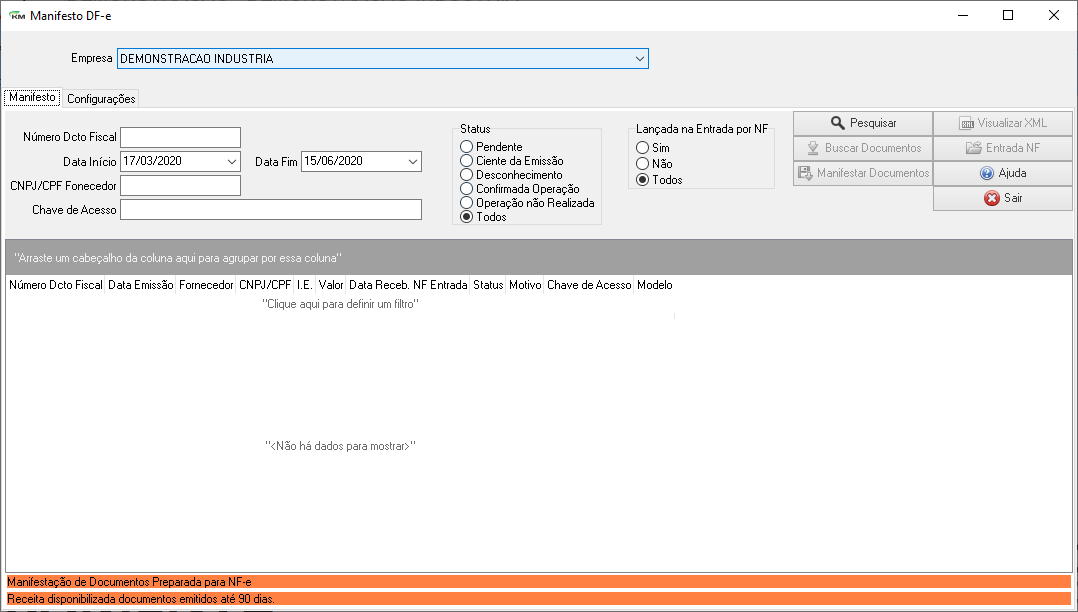 KM Manifesto DF-e
Empresa DEMONSTRACAO INDUSTRIA
Manifesto Configurações
Número Dcto Fiscal
Data Início 17/03/2020 Data Fim 15/06/2020
CNPJ/CPF Fonecedor
Chave de Acesso
Status
Pendente
Ciente da Emissão
Desconhecimento
Confirmada Operação
Operação não Realizada
Todos
Lançada na Entrada por NF
Sim
Não
Todos
Pesquisar Visualizar XML
Buscar Documentos Entrada NF
Manifestar Documentos Ajuda
Sair
"Arraste um cabeçalho da coluna aqui para agrupar por essa coluna"
Número Dcto Fiscal Data Emissão Fornecedor CNPJ/CPF I.E. Valor Data Receb. NF Entrada Status Motivo Chave de Acesso Modelo
"Clique aqui para definir um filtro"
"<Não há dados para mostrar>"
Manifestação de Documentos Preparada para NF-e
Receita disponibilizada documentos emitidos até 90 dias.